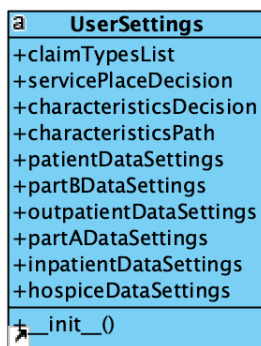 a UserSettings
+claimTypesList
+servicePlaceDecision
+characteristicsDecision
+characteristicsPath
+patientDataSettings
+partBDataSettings
+outpatientDataSettings
+partADataSettings
+inpatientDataSettings
+hospiceDataSettings
+__init__()